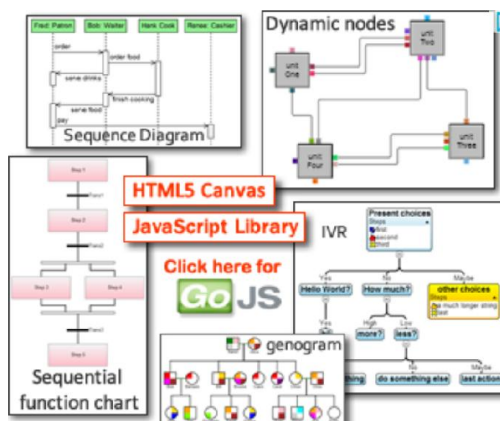 Fred: Patron Bob: Waiter Hank: Cook Renee: Cashier
order
order food
serve drinks
finish cooking
serve food
pay
Sequence Diagram
Dynamic nodes
unit Two
unit One
unit Three
unit Four
Step 1
Step 2
Step 3 Step 4
Step 5
Sequential
function chart
HTML5 Canvas
JavaScript Library
Click here for
GoJS
IVR
Present choices
Steps
first
second
third
Yes No Maybe
Hello World? How much? other choices
Steps
a much longer string
last
Yes High Low
more? less?
No Maybe
thing do something else last action
genogram